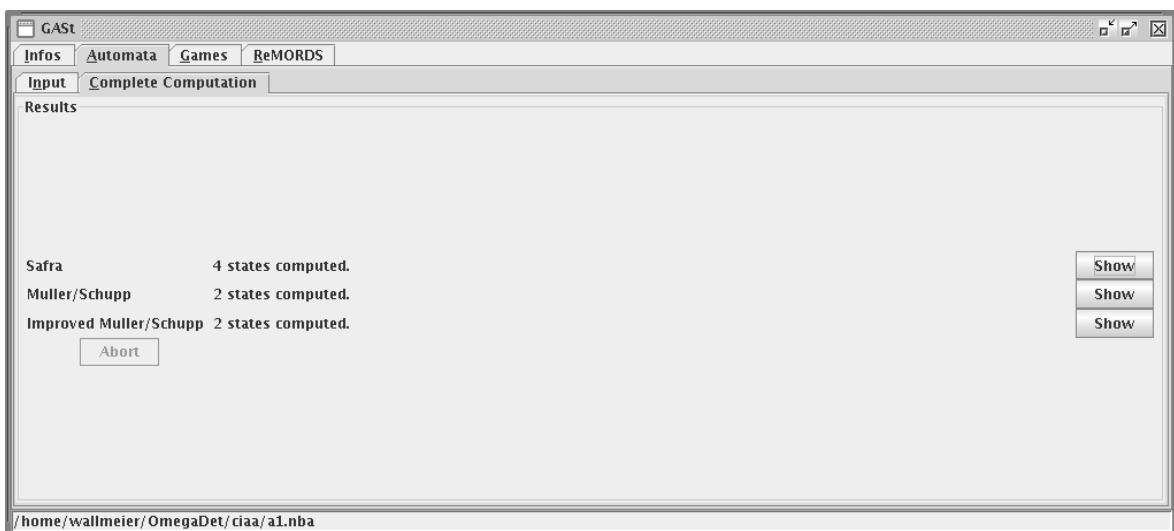 GASt
Infos Automata Games ReMORDS
Input Complete Computation
Results
Safra 4 states computed. Show
Muller/Schupp 2 states computed. Show
Improved Muller/Schupp 2 states computed. Show
Abort
/home/wallmeier/OmegaDet/ciaa/a1.nba